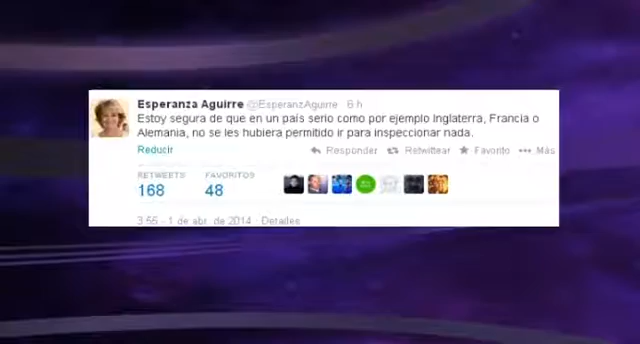 Esperanza Aguirre @EsperanzAguirre 6 h
Estoy segura de que en un país serio como por ejemplo Inglaterra, Francia o
Alemania, no se les hubiera permitido ir para inspeccionar nada.
Reducir Responder Retwittear Favorito Más
RETWEETS FAVORITOS
168 48
3:55 - 1 de abr. de 2014 · Detalles